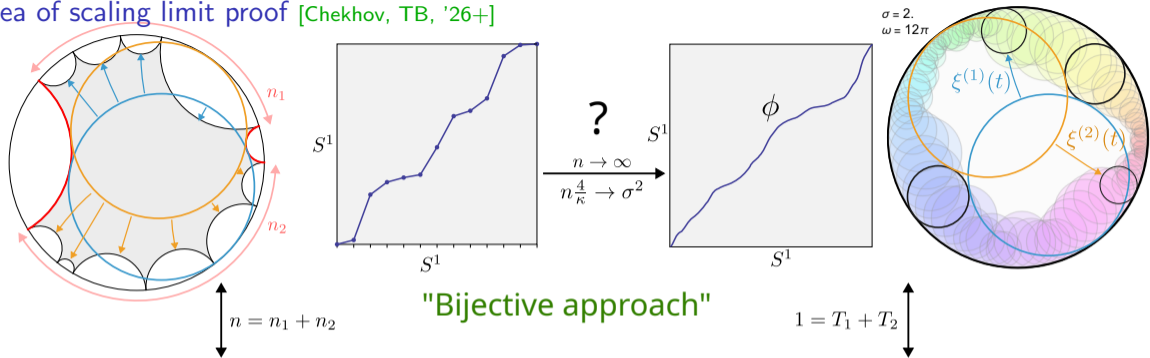 ea of scaling limit proof [Chekhov, TB, '26+]
n₁
n₂
n = n₁ + n₂
S¹
S¹
?
n → ∞
n 4/κ → σ²
"Bijective approach"
S¹
ϕ
S¹
σ = 2.
ω = 12π
ξ⁽¹⁾(t)
ξ⁽²⁾(t)
1 = T₁ + T₂